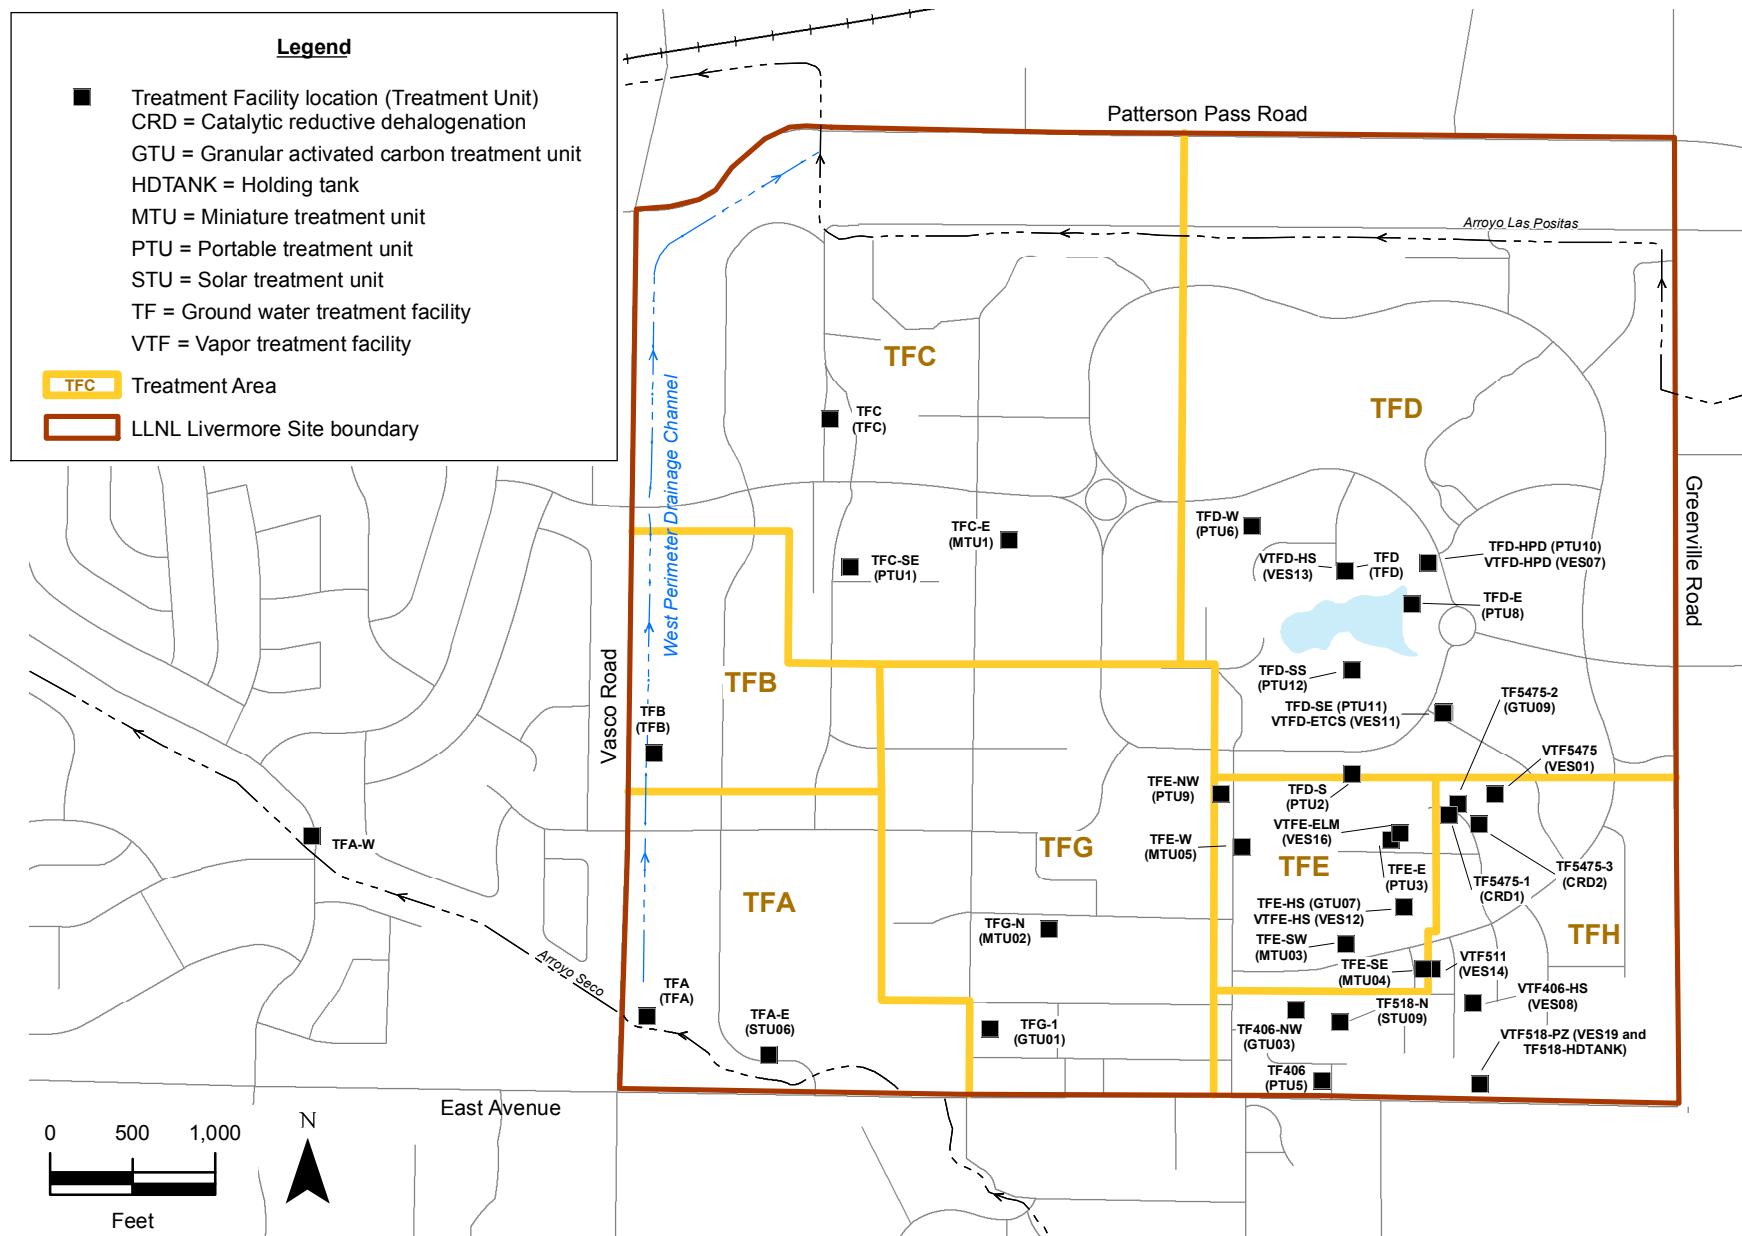 Legend
Treatment Facility location (Treatment Unit)
CRD = Catalytic reductive dehalogenation
GTU = Granular activated carbon treatment unit
HDTANK = Holding tank
MTU = Miniature treatment unit
PTU = Portable treatment unit
STU = Solar treatment unit
TF = Ground water treatment facility
VTF = Vapor treatment facility
TFC
Treatment Area
LLNL Livermore Site boundary
Patterson Pass Road
Arroyo Las Positas
TFC
TFD
TFC
(TFC)
West Perimeter Drainage Channel
Greenville Road
TFC-E
(MTU1)
TFC-SE
(PTU1)
TFD-W
(PTU6)
VTFD-HS
(VES13)
TFD
(TFD)
TFD-HPD (PTU10)
VTFD-HPD (VES07)
TFD-E
(PTU8)
TFD-SS
(PTU12)
TFD-SE (PTU11)
VTFD-ETCS (VES11)
TF5475-2
(GTU09)
VTF5475
(VES01)
TFB
TFB
(TFB)
Vasco Road
TFE-NW
(PTU9)
TFD-S
(PTU2)
VTFE-ELM
(VES16)
TFE-W
(MTU05)
TFG
TFE
TFE-E
(PTU3)
TF5475-1
(CRD1)
TF5475-3
(CRD2)
TFA-W
TFA
TFE-HS (GTU07)
VTFE-HS (VES12)
TFG-N
(MTU02)
TFE-SW
(MTU03)
TFH
TFE-SE
(MTU04)
VTF511
(VES14)
Arroyo Seco
TFA
(TFA)
TFA-E
(STU06)
TFG-1
(GTU01)
TF406-NW
(GTU03)
TF518-N
(STU09)
VTF406-HS
(VES08)
VTF518-PZ (VES19 and
TF518-HDTANK)
TF406
(PTU5)
East Avenue
N
0 500 1,000
Feet